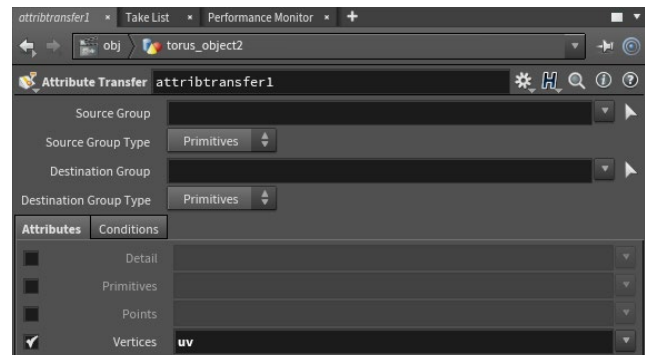 attribtransfer1 × Take List × Performance Monitor × +
obj torus_object2
Attribute Transfer attribtransfer1
Source Group
Source Group Type Primitives
Destination Group
Destination Group Type Primitives
Attributes Conditions
Detail
Primitives
Points
Vertices uv